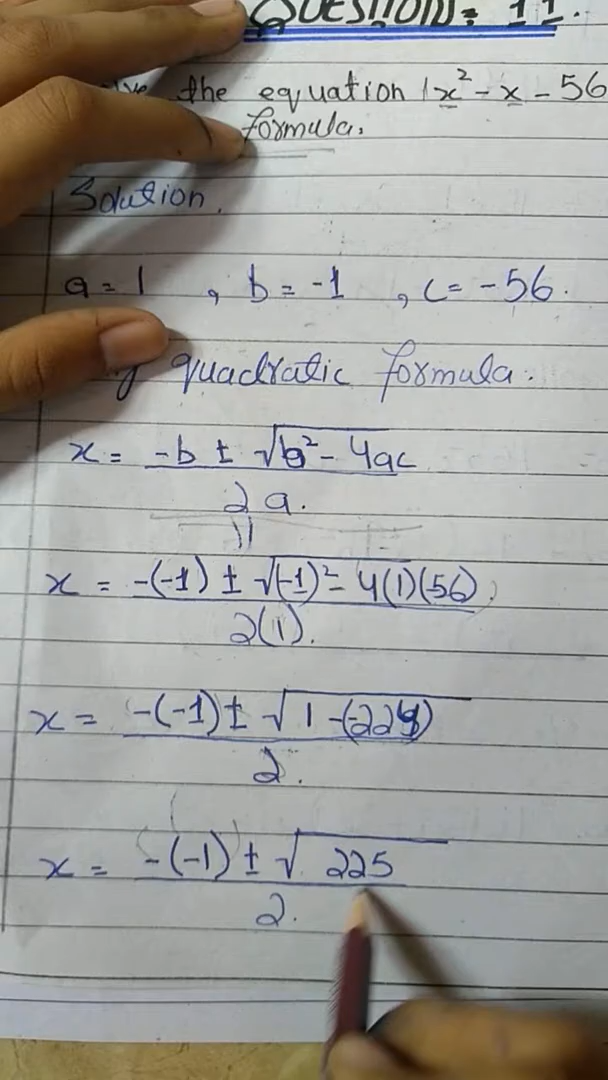 QUESTION= 11.
the equation 1x² - x - 56
formula.
Solution.
a = 1 , b = -1 , c = -56.
quadratic formula.
x = -b ± √b² - 4ac
2a.
x = -(-1) ± √(-1)² - 4(1)(-56)
2(1).
x = -(-1) ± √1 -(-224)
2.
x = -(-1) ± √225
2.